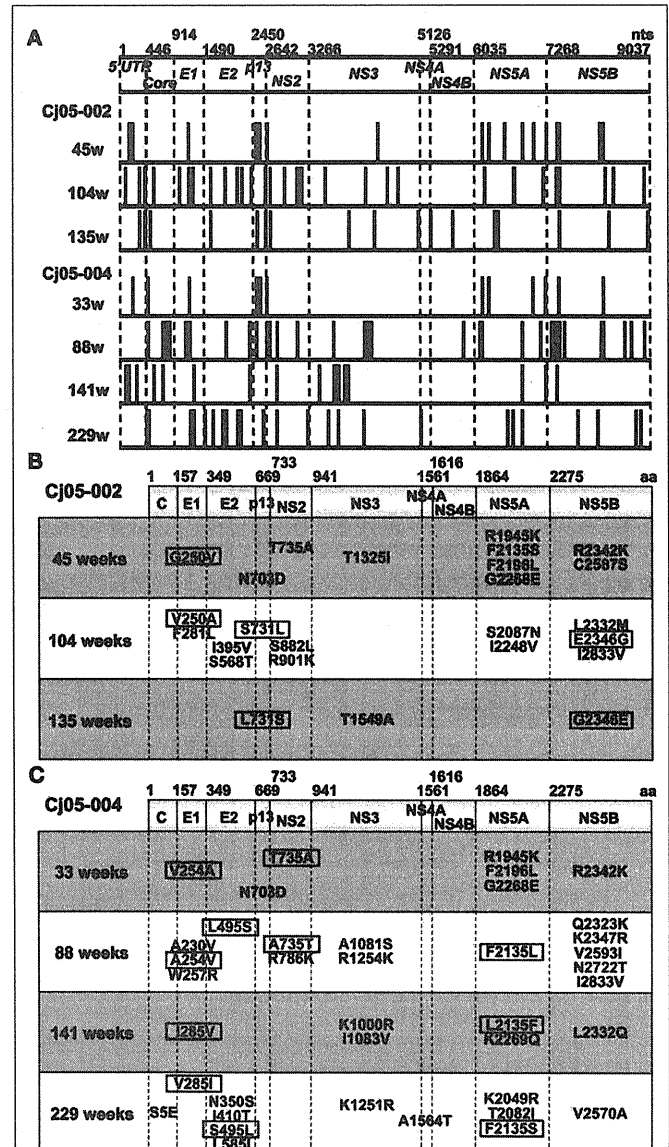 A
914 2450 5126 nts
1 446 1490 2642 3266 5291 6035 7268 9037
5'UTR Core E1 E2 p13 NS2 NS3 NS4A NS4B NS5A NS5B
Cj05-002
45w
104w
135w
Cj05-004
33w
88w
141w
229w
B
733 1616
1 157 349 669 941 1561 1864 2275 aa
Cj05-002
C E1 E2 p13 NS2 NS3 NS4A NS4B NS5A NS5B
45 weeks
G250V
N703D
T735A
T1325I
R1945K
F2135S
F2196L
G2268E
R2342K
C2597S
104 weeks
V250A
F281L
I395V
S568T
S731L
S882L
R901K
S2087N
I2248V
L2332M
E2346G
I2833V
135 weeks
L731S
T1549A
G2346E
C
733 1616
1 157 349 669 941 1561 1864 2275 aa
Cj05-004
C E1 E2 p13 NS2 NS3 NS4A NS4B NS5A NS5B
33 weeks
V254A
N703D
T735A
R1945K
F2196L
G2268E
R2342K
88 weeks
A230V
A254V
W257R
L495S
A735T
R786K
A1081S
R1254K
F2135L
Q2323K
K2347R
V2593I
N2722T
I2833V
141 weeks
I285V
K1000R
I1083V
L2135F
K2269Q
L2332Q
229 weeks
S5E
V285I
N350S
I410T
S495L
L585I
K1251R
A1564T
K2049R
T2082I
F2135S
V2570A